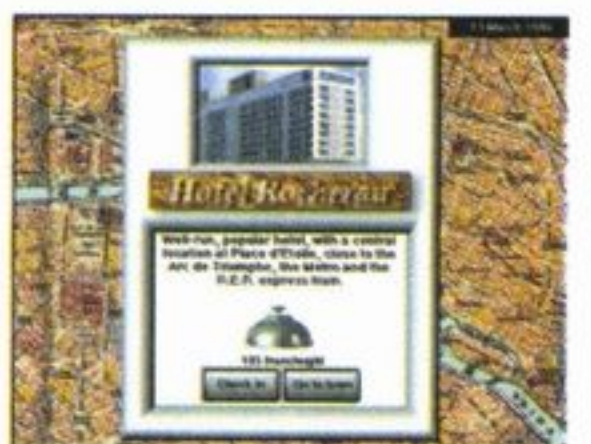 Hotel
Well-run, popular hotel, with a central
location at Place d'Etoile, close to the
Arc de Triomphe, the Metro and the
R.E.R. express train.
Check in
Go to town